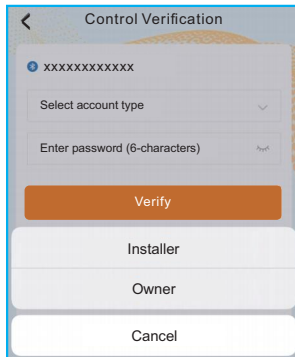 Control Verification
xxxxxxxxxxxx
Select account type
Enter password (6-characters)
Verify
Installer
Owner
Cancel